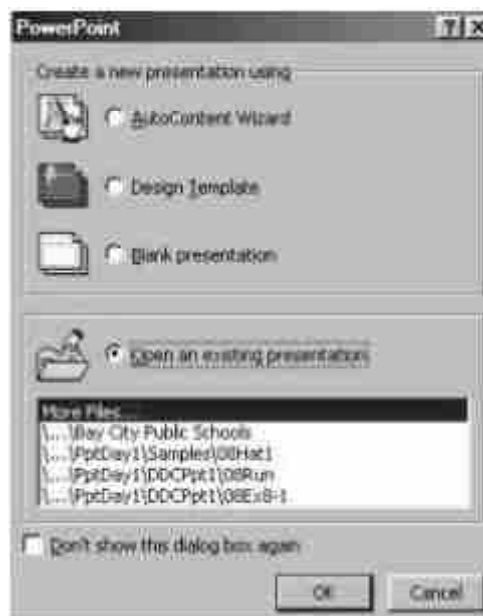 PowerPoint
Create a new presentation using
AutoContent Wizard
Design Template
Blank presentation
Open an existing presentation
More Files...
\...\Bay City Public Schools
\...\PptDay1\Samples\08Hat1
\...\PptDay1\DDCPpt1\08Run
\...\PptDay1\DDCPpt1\08Ex8-1
Don't show this dialog box again
OK
Cancel